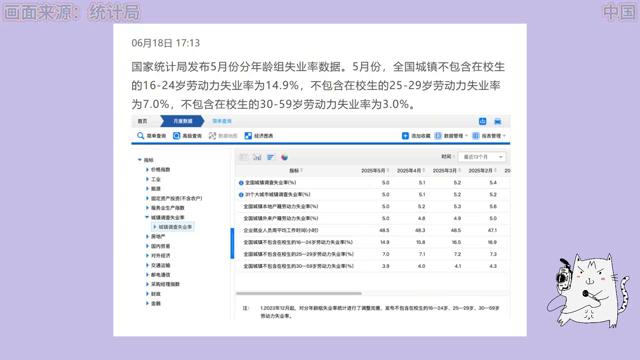 画面来源：统计局
中国
06月18日 17:13
国家统计局发布5月份分年龄组失业率数据。5月份，全国城镇不包含在校生
的16-24岁劳动力失业率为14.9%，不包含在校生的25-29岁劳动力失业率
为7.0%，不包含在校生的30-59岁劳动力失业率为3.0%。
首页 月度数据 简单查询
简单查询 高级查询 数据地图 经济图表 添加收藏 数据管理 报表管理
时间： 最近13个月
指标
价格指数
工业
能源
固定资产投资(不含农户)
服务业生产指数
城镇调查失业率
城镇调查失业率
房地产
国内贸易
对外经济
交通运输
邮电通信
采购经理指数
财政
金融
指标 2025年5月 2025年4月 2025年3月 2025年2月 2025
全国城镇调查失业率(%) 5.0 5.1 5.2 5.4
31个大城市城镇调查失业率(%) 5.0 5.1 5.2 5.2
全国城镇本地户籍劳动力失业率(%) 5.0 5.2 5.3 5.6
全国城镇外来户籍劳动力失业率(%) 5.0 4.8 4.9 5.0
企业就业人员周平均工作时间(小时) 48.5 48.3 48.5 47.1
全国城镇不包含在校生的16—24岁劳动力失业率(%) 14.9 15.8 16.5 16.9
全国城镇不包含在校生的25—29岁劳动力失业率(%) 7.0 7.1 7.2 7.3
全国城镇不包含在校生的30—59岁劳动力失业率(%) 3.9 4.0 4.1 4.3
注： 1.2023年12月起，对分年龄组失业率统计进行了调整完善，发布不包含在校生的16—24岁、25—29岁、30—59岁
劳动力失业率。